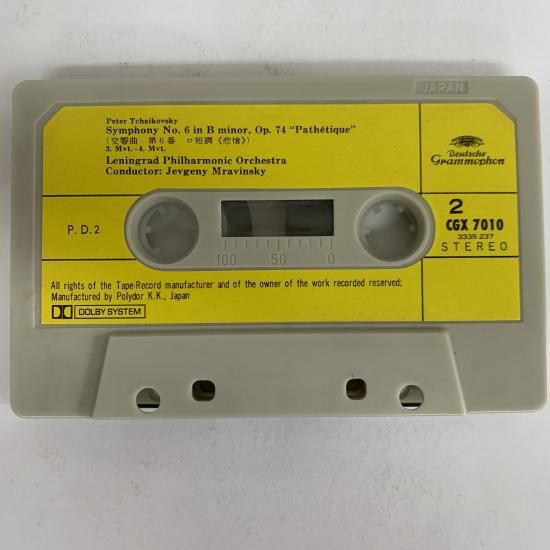 JAPAN
Peter Tchaikovsky
Symphony No. 6 in B minor, Op. 74 "Pathétique"
(交響曲 第6番 ロ短調《悲愴》)
3. Mvt.-4. Mvt.
Leningrad Philharmonic Orchestra
Conductor: Jevgeny Mravinsky
Deutsche
Grammophon
P.D.2
2
CGX 7010
3335 237
STEREO
100 50 0
All rights of the Tape-Record manufacturer and of the owner of the work recorded reserved;
Manufactured by Polydor K.K., Japan
DOLBY SYSTEM